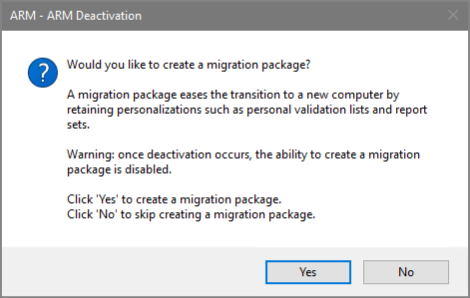 ARM - ARM Deactivation
Would you like to create a migration package?
A migration package eases the transition to a new computer by
retaining personalizations such as personal validation lists and report
sets.
Warning: once deactivation occurs, the ability to create a migration
package is disabled.
Click 'Yes' to create a migration package.
Click 'No' to skip creating a migration package.
Yes
No